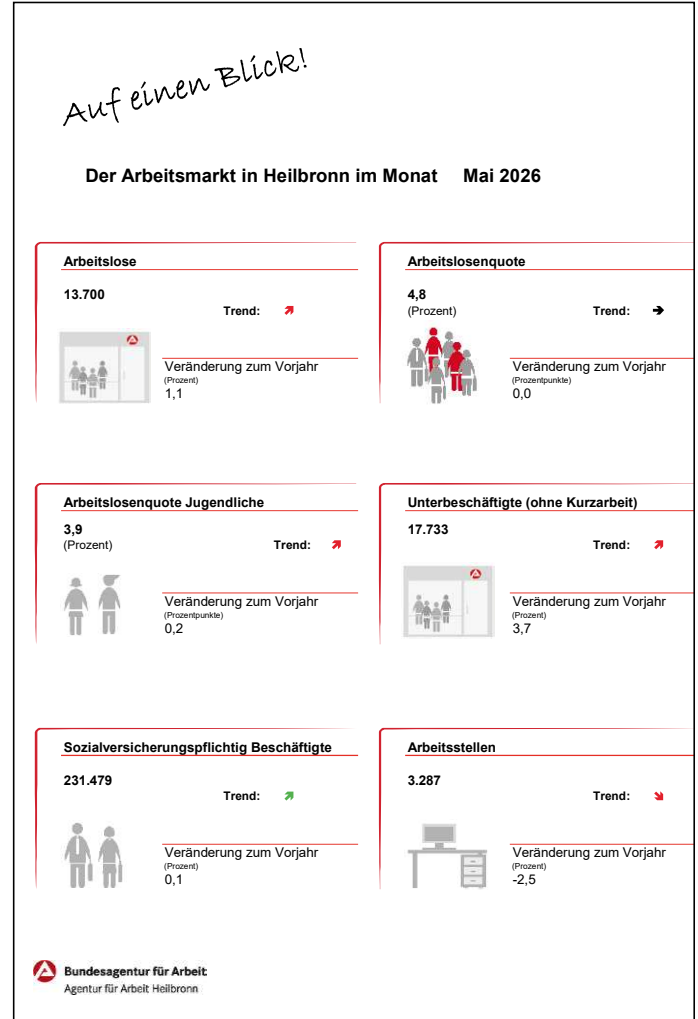 Auf einen Blick!
Der Arbeitsmarkt in Heilbronn im Monat Mai 2026
Arbeitslose
13.700
Trend:
Veränderung zum Vorjahr
(Prozent)
1,1
Arbeitslosenquote
4,8
(Prozent)
Trend:
Veränderung zum Vorjahr
(Prozentpunkte)
0,0
Arbeitslosenquote Jugendliche
3,9
(Prozent)
Trend:
Veränderung zum Vorjahr
(Prozentpunkte)
0,2
Unterbeschäftigte (ohne Kurzarbeit)
17.733
Trend:
Veränderung zum Vorjahr
(Prozent)
3,7
Sozialversicherungspflichtig Beschäftigte
231.479
Trend:
Veränderung zum Vorjahr
(Prozent)
0,1
Arbeitsstellen
3.287
Trend:
Veränderung zum Vorjahr
(Prozent)
-2,5
Bundesagentur für Arbeit
Agentur für Arbeit Heilbronn